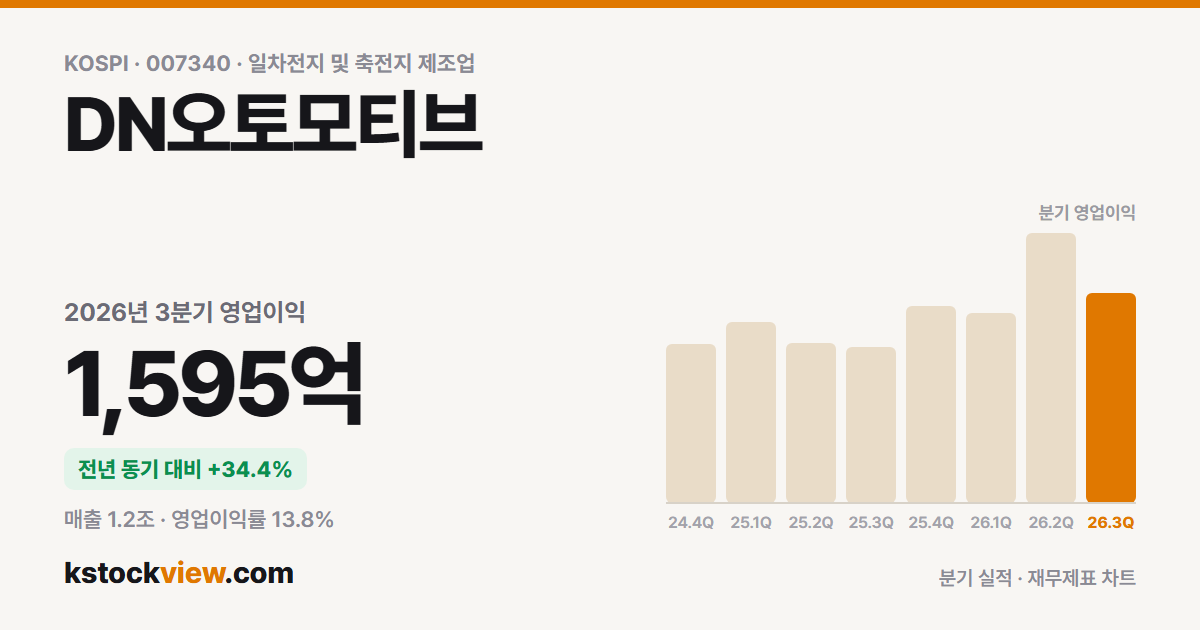 KOSPI · 007340 · 일차전지 및 축전지 제조업
DN오토모티브
분기 영업이익
2026년 3분기 영업이익
1,595억
전년 동기 대비 +34.4%
매출 1.2조 · 영업이익률 13.8%
24.4Q 25.1Q 25.2Q 25.3Q 25.4Q 26.1Q 26.2Q 26.3Q
kstockview.com
분기 실적 · 재무제표 차트